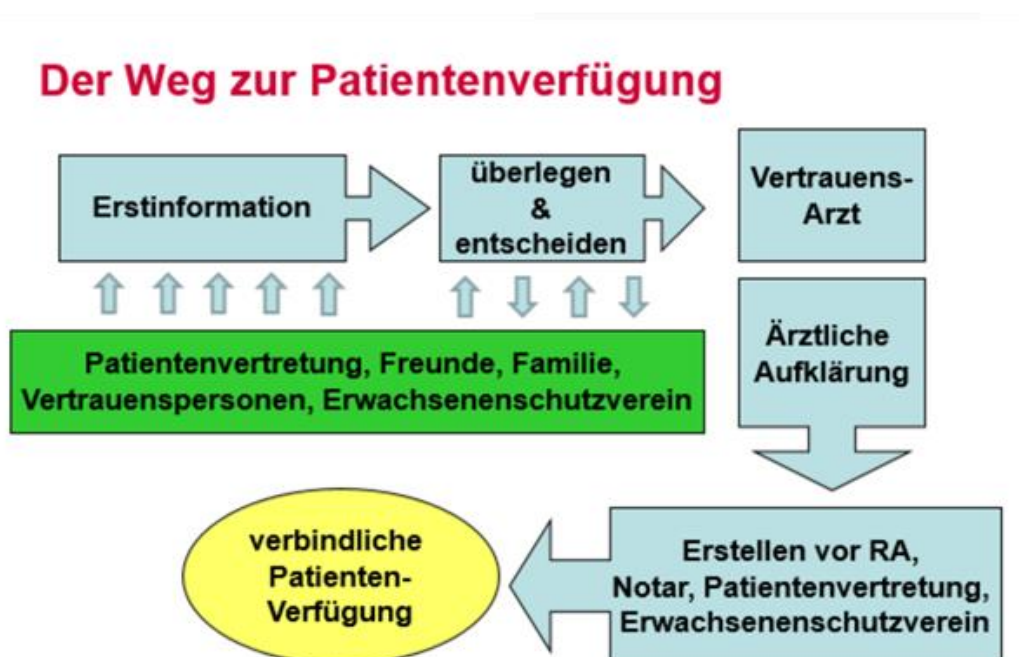 Der Weg zur Patientenverfügung
Erstinformation
überlegen
&
entscheiden
Vertrauens-
Arzt
Patientenvertretung, Freunde, Familie,
Vertrauenspersonen, Erwachsenenschutzverein
Ärztliche
Aufklärung
Erstellen vor RA,
Notar, Patientenvertretung,
Erwachsenenschutzverein
verbindliche
Patienten-
Verfügung